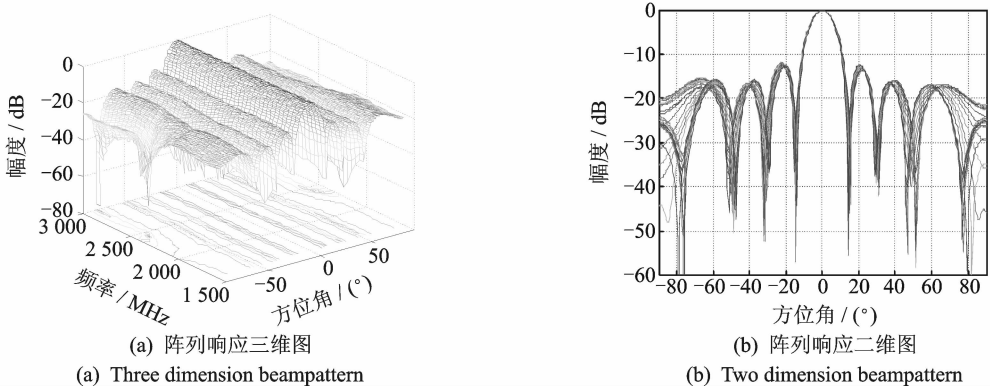 0
−20
−40
−60
−80
幅度 / dB
3 000
2 500
2 000
1 500
频率 / MHz
−50
0
50
方位角 / (°)
(a) 阵列响应三维图
(a) Three dimension beampattern
0
−10
−20
−30
−40
−50
−60
幅度 / dB
−80 −60 −40 −20 0 20 40 60 80
方位角 / (°)
(b) 阵列响应二维图
(b) Two dimension beampattern